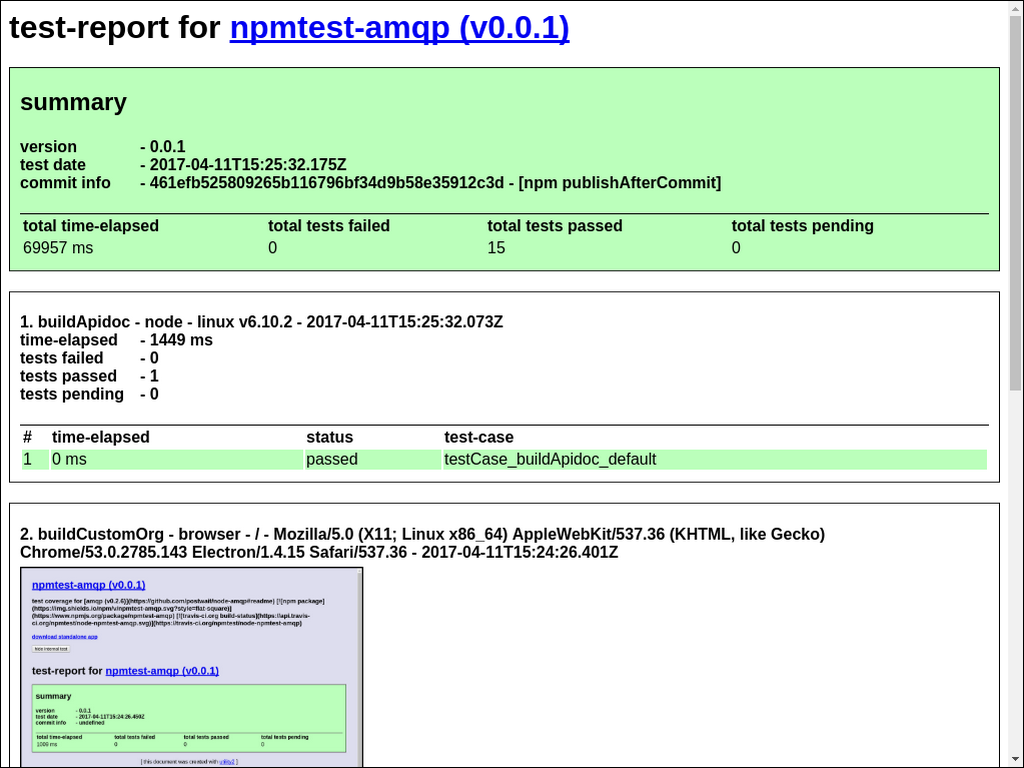 test-report for npmtest-amqp (v0.0.1)
summary
version - 0.0.1
test date - 2017-04-11T15:25:32.175Z
commit info - 461efb525809265b116796bf34d9b58e35912c3d - [npm publishAfterCommit]
total time-elapsed total tests failed total tests passed total tests pending
69957 ms 0 15 0
1. buildApidoc - node - linux v6.10.2 - 2017-04-11T15:25:32.073Z
time-elapsed - 1449 ms
tests failed - 0
tests passed - 1
tests pending - 0
# time-elapsed status test-case
1 0 ms passed testCase_buildApidoc_default
2. buildCustomOrg - browser - / - Mozilla/5.0 (X11; Linux x86_64) AppleWebKit/537.36 (KHTML, like Gecko)
Chrome/53.0.2785.143 Electron/1.4.15 Safari/537.36 - 2017-04-11T15:24:26.401Z
npmtest-amqp (v0.0.1)
test coverage for [amqp (v0.2.6)](https://github.com/postwait/node-amqp#readme) [![npm package]
(https://img.shields.io/npm/v/npmtest-amqp.svg?style=flat-square)]
(https://www.npmjs.org/package/npmtest-amqp) [![travis-ci.org build-status](https://api.travis-
ci.org/npmtest/node-npmtest-amqp.svg)](https://travis-ci.org/npmtest/node-npmtest-amqp)
download standalone app
hide internal test
test-report for npmtest-amqp (v0.0.1)
summary
version - 0.0.1
test date - 2017-04-11T15:24:26.450Z
commit info - undefined
total time-elapsed total tests failed total tests passed total tests pending
1009 ms 0 0 0
[ this document was created with utility2 ]